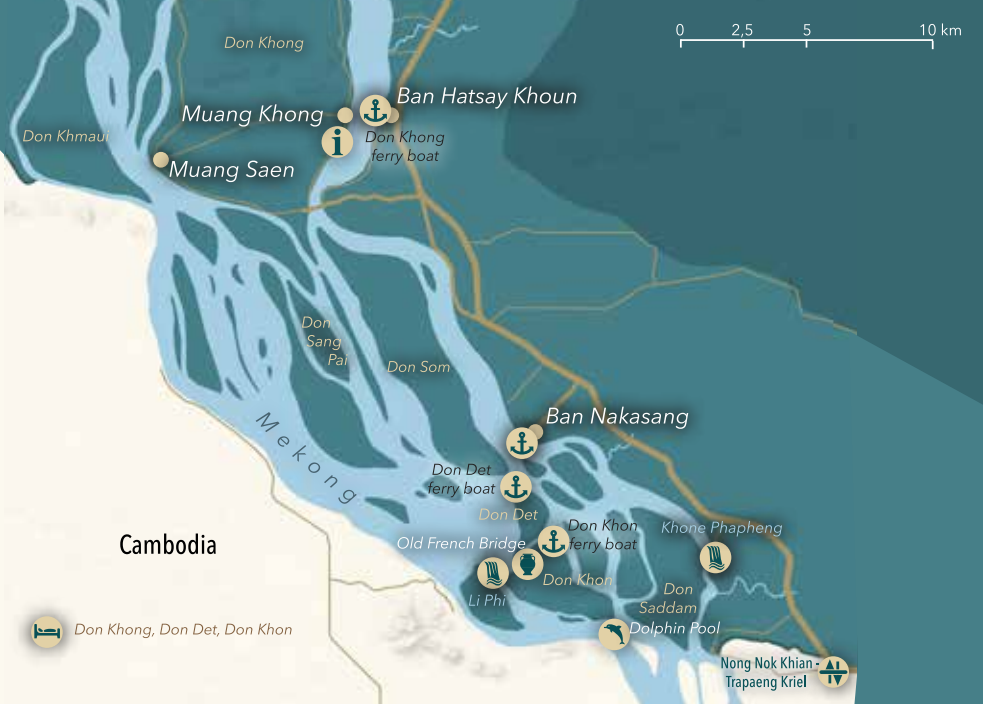 0 2,5 5 10 km
Don Khong
Ban Hatsay Khoun
Muang Khong
Don Khmaui
Don Khong
ferry boat
Muang Saen
Don
Sang
Pai
Don Som
Ban Nakasang
Mekong
Don Det
ferry boat
Don Det
Don Khon
ferry boat
Khone Phapheng
Old French Bridge
Cambodia
Don Khon
Li Phi
Don
Saddam
Dolphin Pool
Don Khong, Don Det, Don Khon
Nong Nok Khian -
Trapaeng Kriel